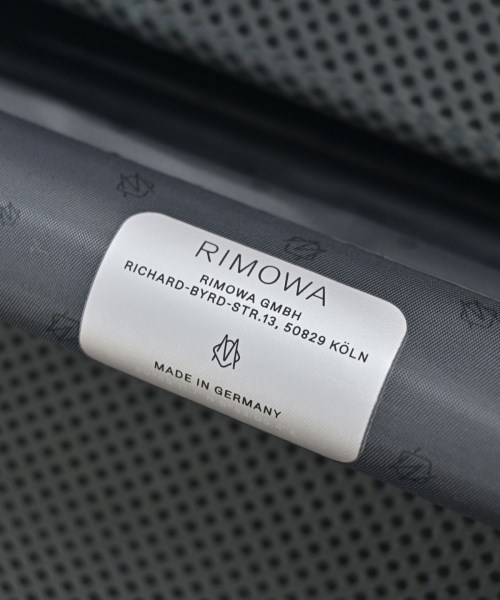 RIMOWA
RIMOWA GMBH
RICHARD-BYRD-STR.13, 50829 KÖLN
MADE IN GERMANY